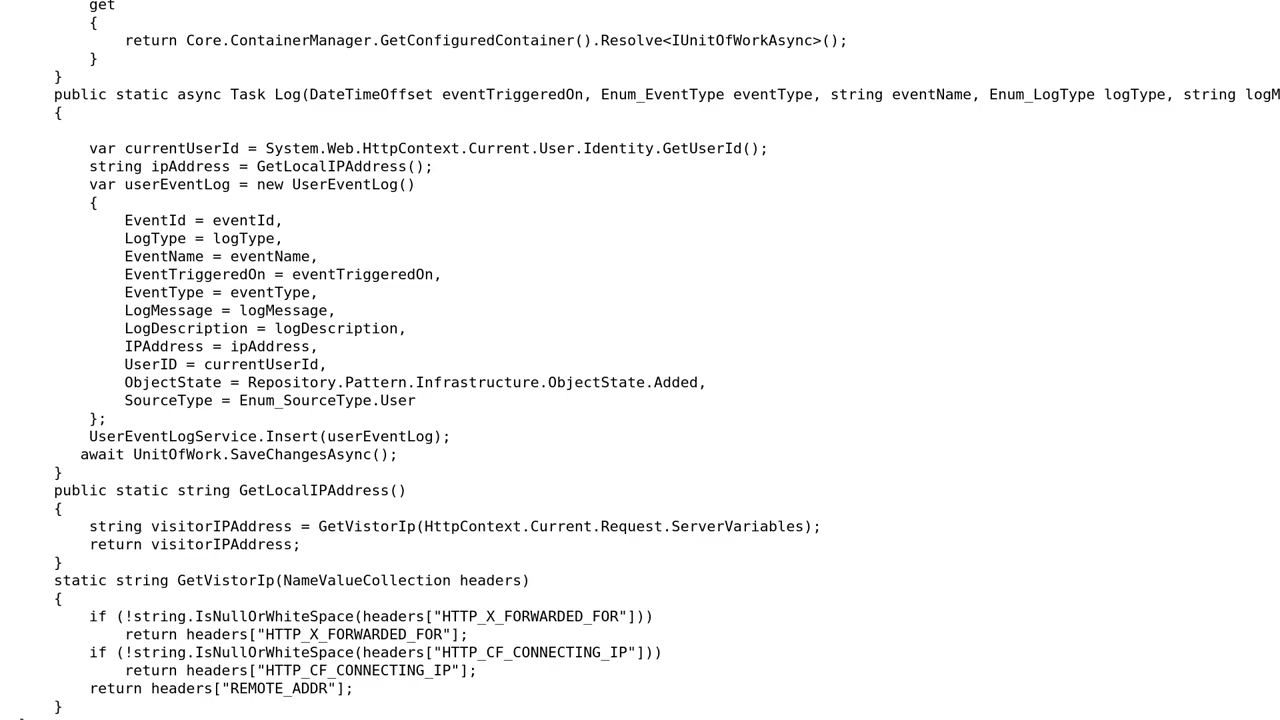 get
{
return Core.ContainerManager.GetConfiguredContainer().Resolve<IUnitOfWorkAsync>();
}
}
public static async Task Log(DateTimeOffset eventTriggeredOn, Enum_EventType eventType, string eventName, Enum_LogType logType, string logM
{
var currentUserId = System.Web.HttpContext.Current.User.Identity.GetUserId();
string ipAddress = GetLocalIPAddress();
var userEventLog = new UserEventLog()
{
EventId = eventId,
LogType = logType,
EventName = eventName,
EventTriggeredOn = eventTriggeredOn,
EventType = eventType,
LogMessage = logMessage,
LogDescription = logDescription,
IPAddress = ipAddress,
UserID = currentUserId,
ObjectState = Repository.Pattern.Infrastructure.ObjectState.Added,
SourceType = Enum_SourceType.User
};
UserEventLogService.Insert(userEventLog);
await UnitOfWork.SaveChangesAsync();
}
public static string GetLocalIPAddress()
{
string visitorIPAddress = GetVistorIp(HttpContext.Current.Request.ServerVariables);
return visitorIPAddress;
}
static string GetVistorIp(NameValueCollection headers)
{
if (!string.IsNullOrWhiteSpace(headers["HTTP_X_FORWARDED_FOR"]))
return headers["HTTP_X_FORWARDED_FOR"];
if (!string.IsNullOrWhiteSpace(headers["HTTP_CF_CONNECTING_IP"]))
return headers["HTTP_CF_CONNECTING_IP"];
return headers["REMOTE_ADDR"];
}